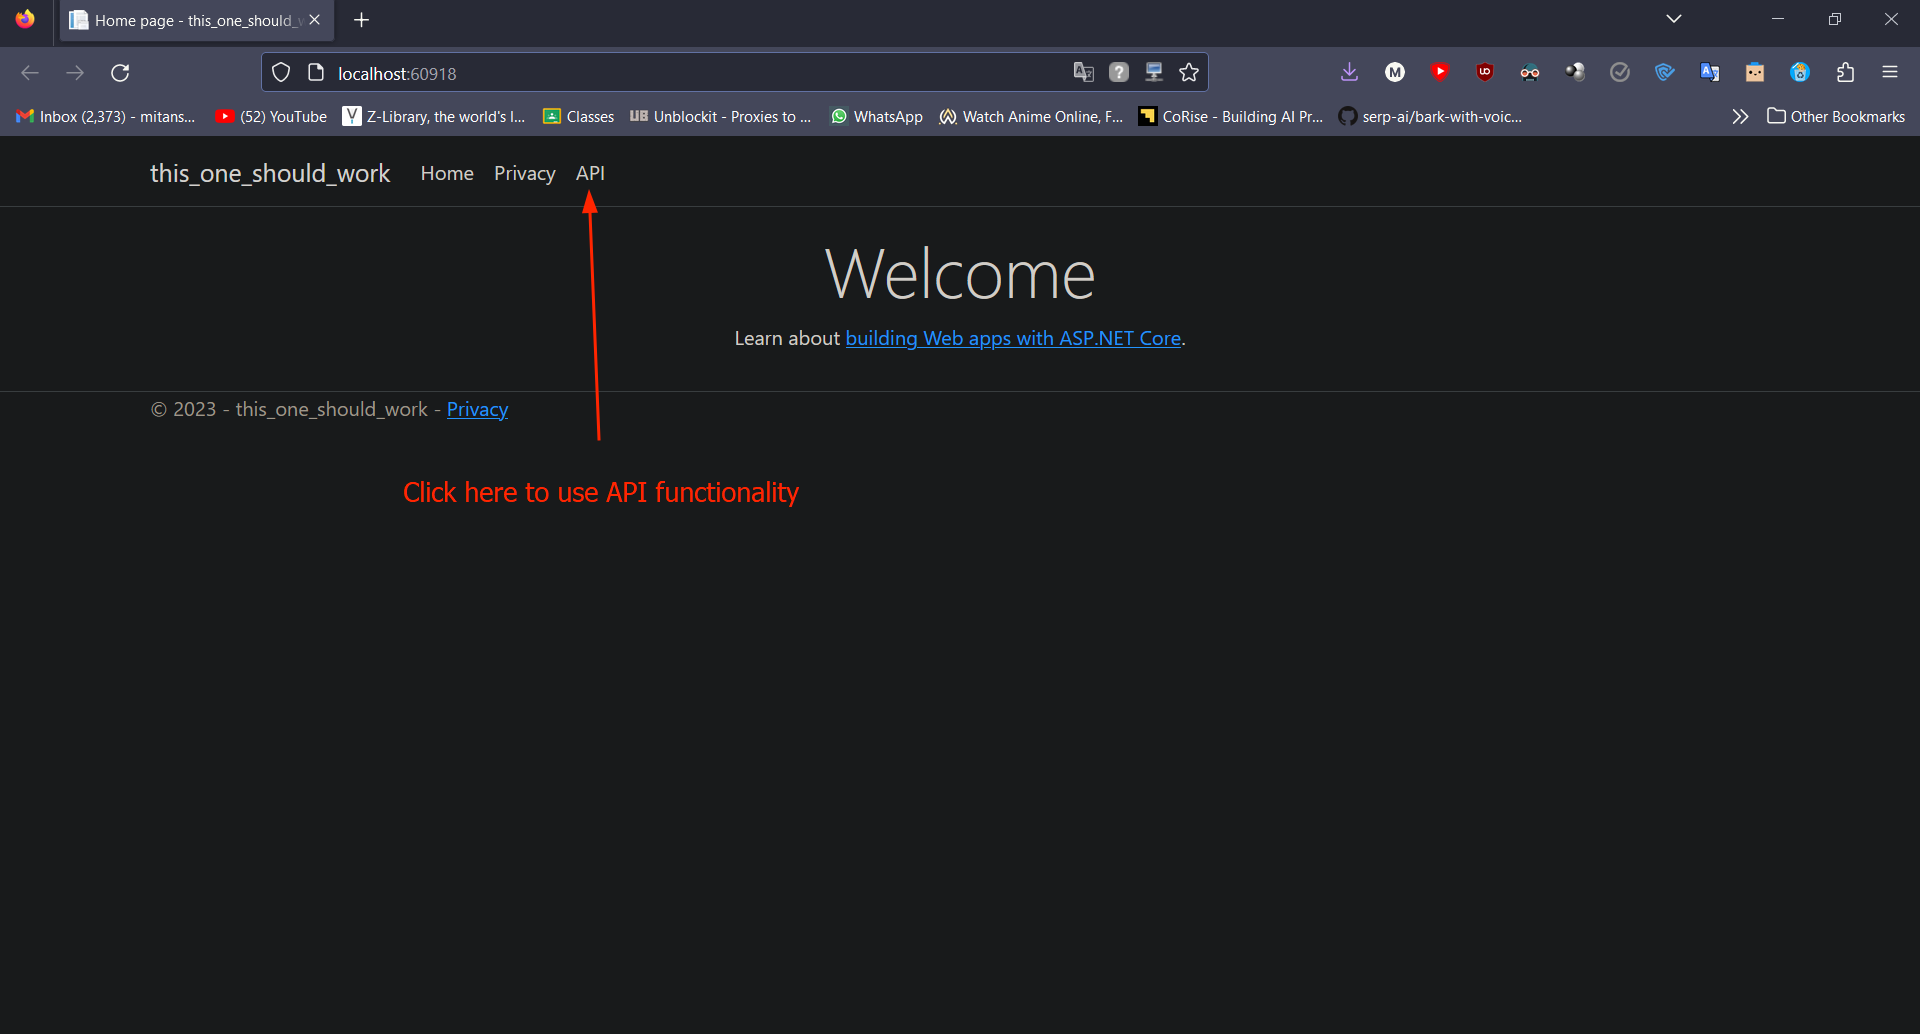 Home page - this_one_should_w
localhost:60918
Inbox (2,373) - mitans...
(52) YouTube
Z-Library, the world's l...
Classes
UB Unblockit - Proxies to ...
WhatsApp
Watch Anime Online, F...
CoRise - Building AI Pr...
serp-ai/bark-with-voic...
Other Bookmarks
this_one_should_work Home Privacy API
Welcome
Learn about building Web apps with ASP.NET Core.
© 2023 - this_one_should_work - Privacy
Click here to use API functionality